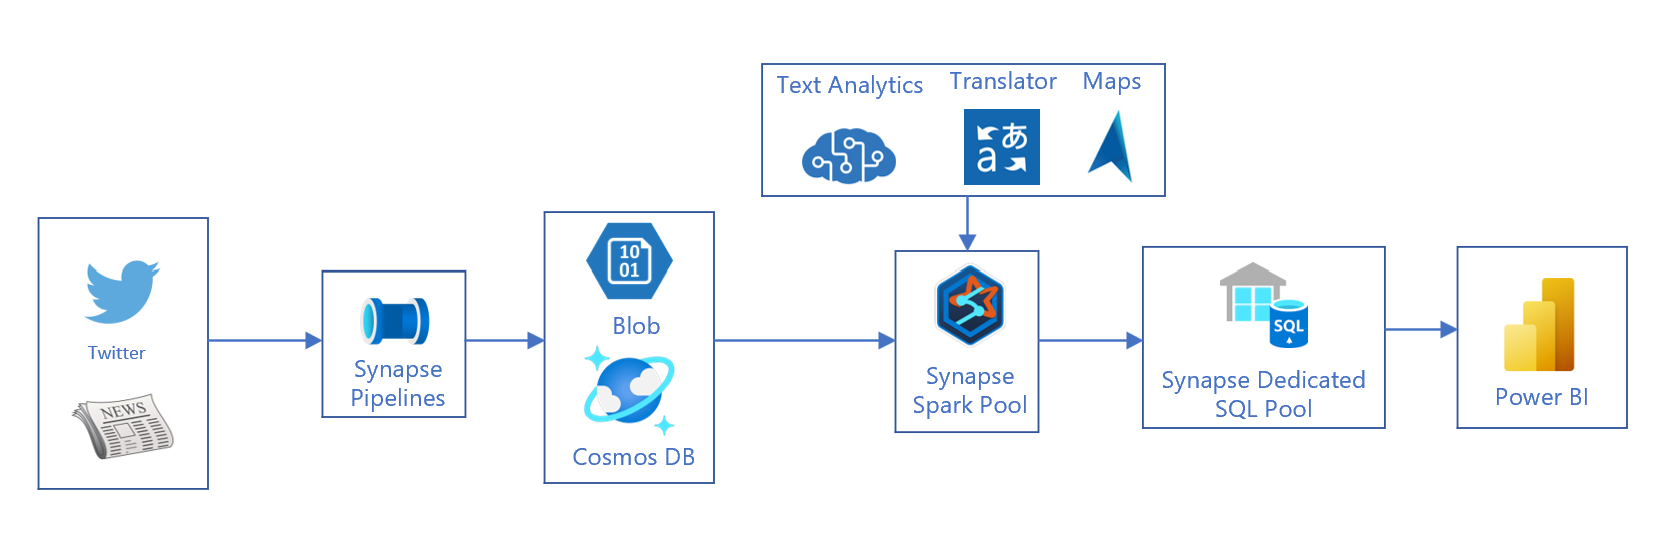 Text Analytics
Translator
Maps
あ
a
Twitter
NEWS
Synapse
Pipelines
10
01
Blob
Cosmos DB
Synapse
Spark Pool
SQL
Synapse Dedicated
SQL Pool
Power BI